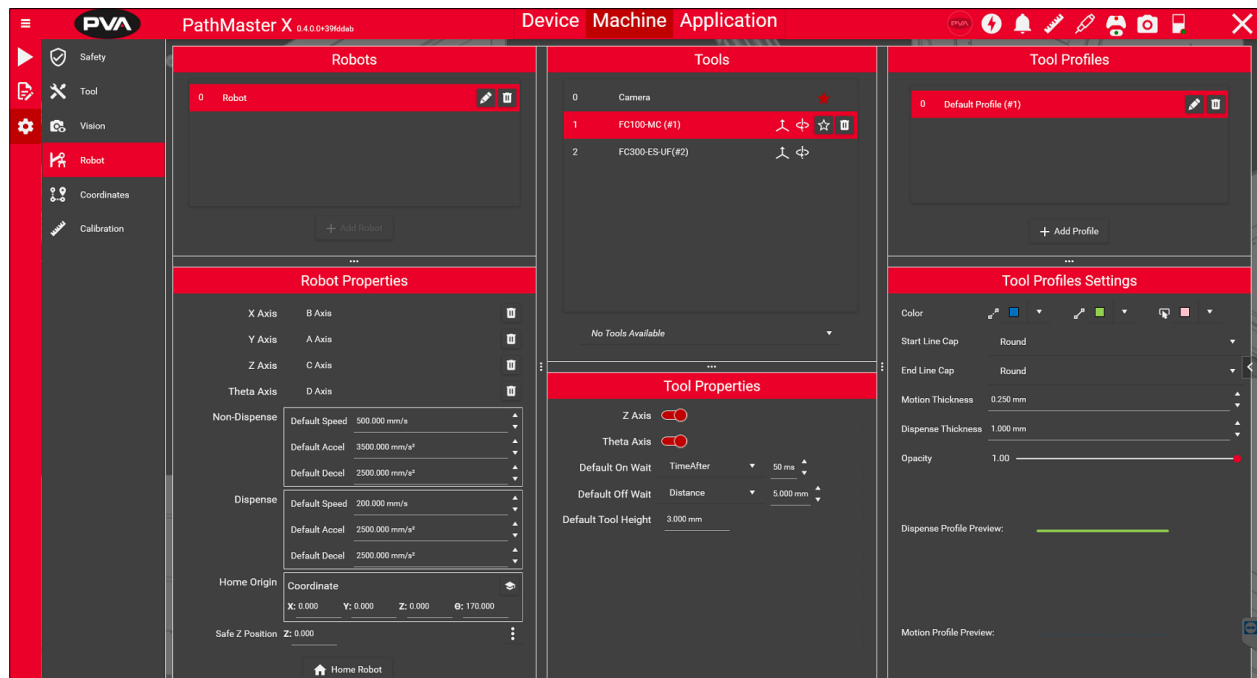 PVA
PathMaster X 0.4.0.0+39fddab
Device Machine Application
Safety
Tool
Vision
Robot
Coordinates
Calibration
Robots
0 Robot
+ Add Robot
Robot Properties
X Axis B Axis
Y Axis A Axis
Z Axis C Axis
Theta Axis D Axis
Non-Dispense
Default Speed 500.000 mm/s
Default Accel 3500.000 mm/s²
Default Decel 2500.000 mm/s²
Dispense
Default Speed 200.000 mm/s
Default Accel 2500.000 mm/s²
Default Decel 2500.000 mm/s²
Home Origin
Coordinate
X: 0.000 Y: 0.000 Z: 0.000 θ: 170.000
Safe Z Position Z: 0.000
Home Robot
Tools
0 Camera
1 FC100-MC (#1)
2 FC300-ES-UF(#2)
No Tools Available
Tool Properties
Z Axis
Theta Axis
Default On Wait TimeAfter 50 ms
Default Off Wait Distance 5.000 mm
Default Tool Height 3.000 mm
Tool Profiles
0 Default Profile (#1)
+ Add Profile
Tool Profiles Settings
Color
Start Line Cap Round
End Line Cap Round
Motion Thickness 0.250 mm
Dispense Thickness 1.000 mm
Opacity 1.00
Dispense Profile Preview:
Motion Profile Preview: